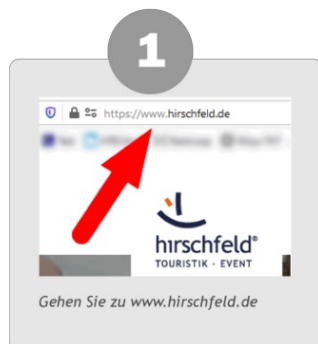 1
https://www.hirschfeld.de
hirschfeld®
TOURISTIK · EVENT
Gehen Sie zu www.hirschfeld.de